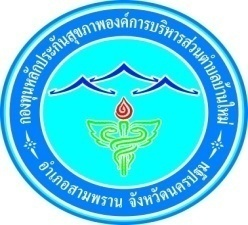 กองทุนหลักประกันสุขภาพองค์การบริหารส่วนตำบลบ้านใหม่
อำเภอสามพราน จังหวัดนครปฐม